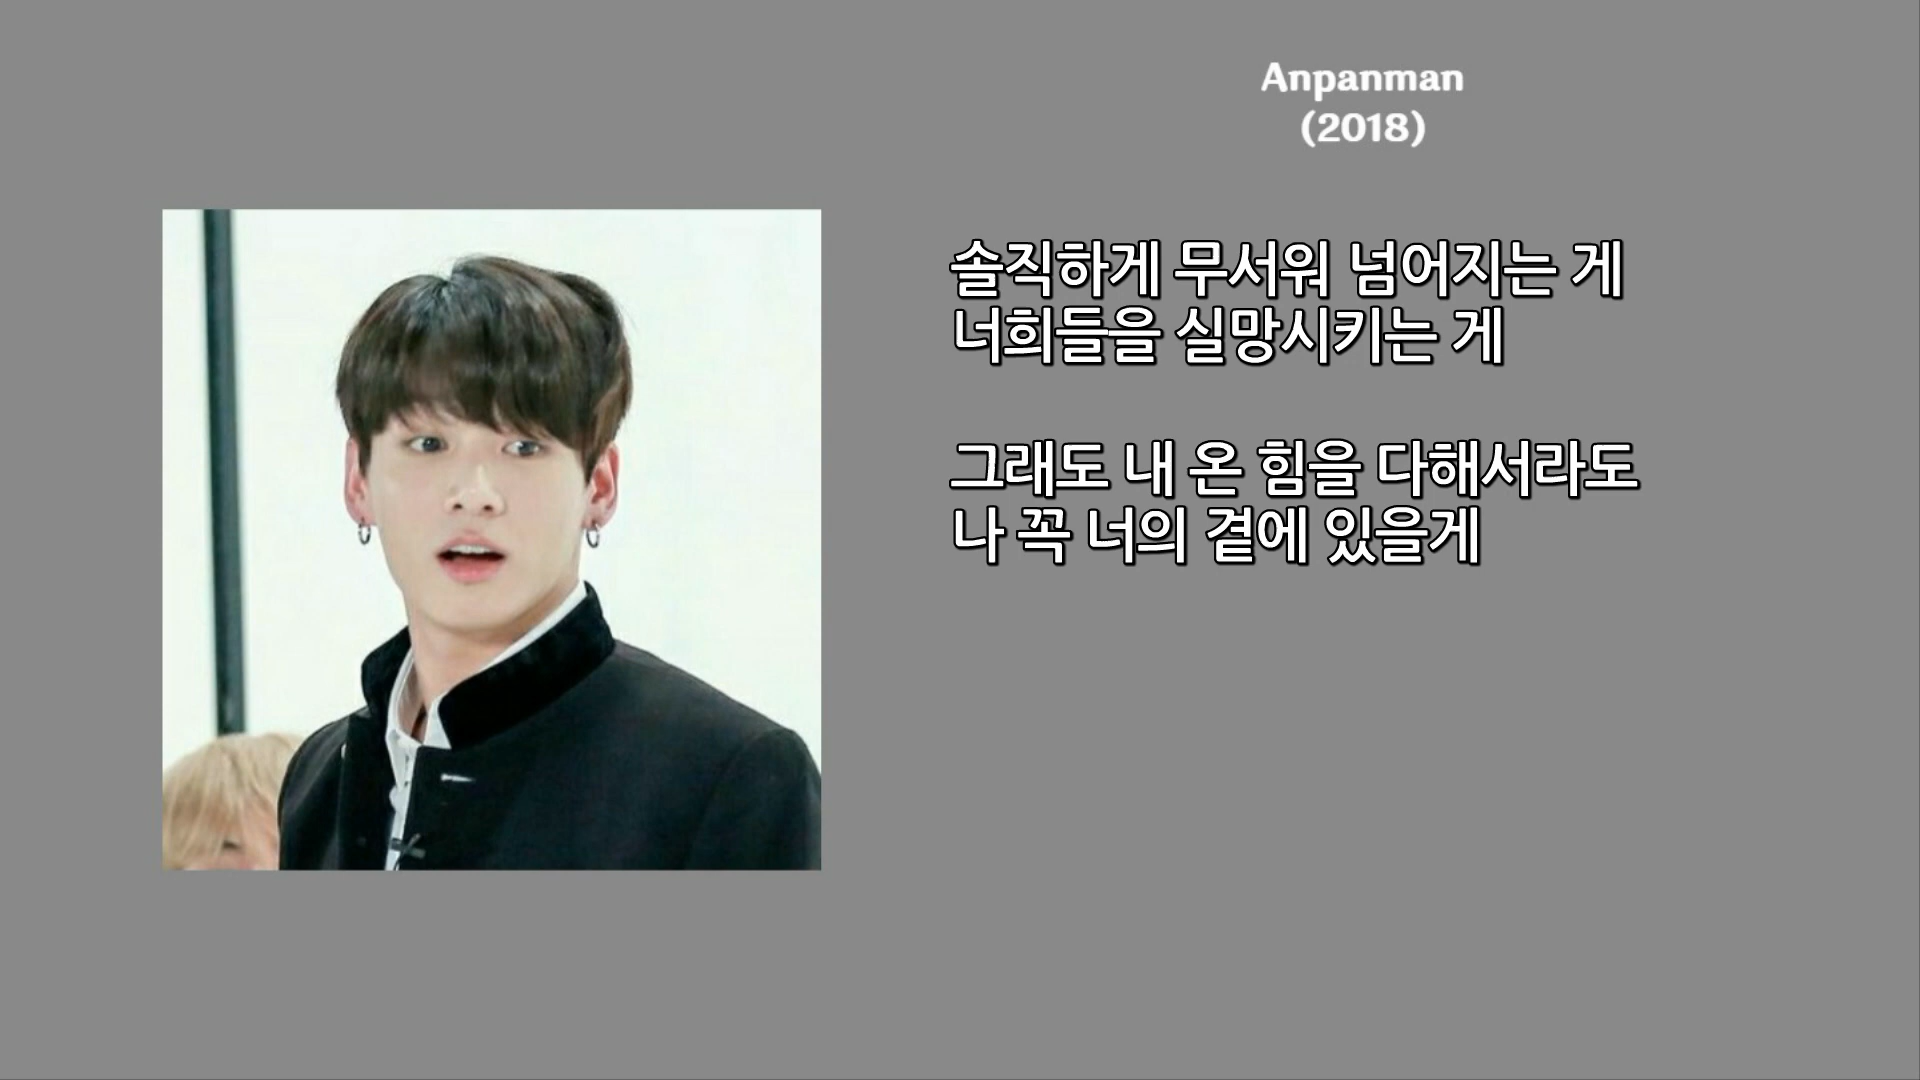 Anpanman
(2018)
솔직하게 무서워 넘어지는 게
너희들을 실망시키는 게
그래도 내 온 힘을 다해서라도
나 꼭 너의 곁에 있을게